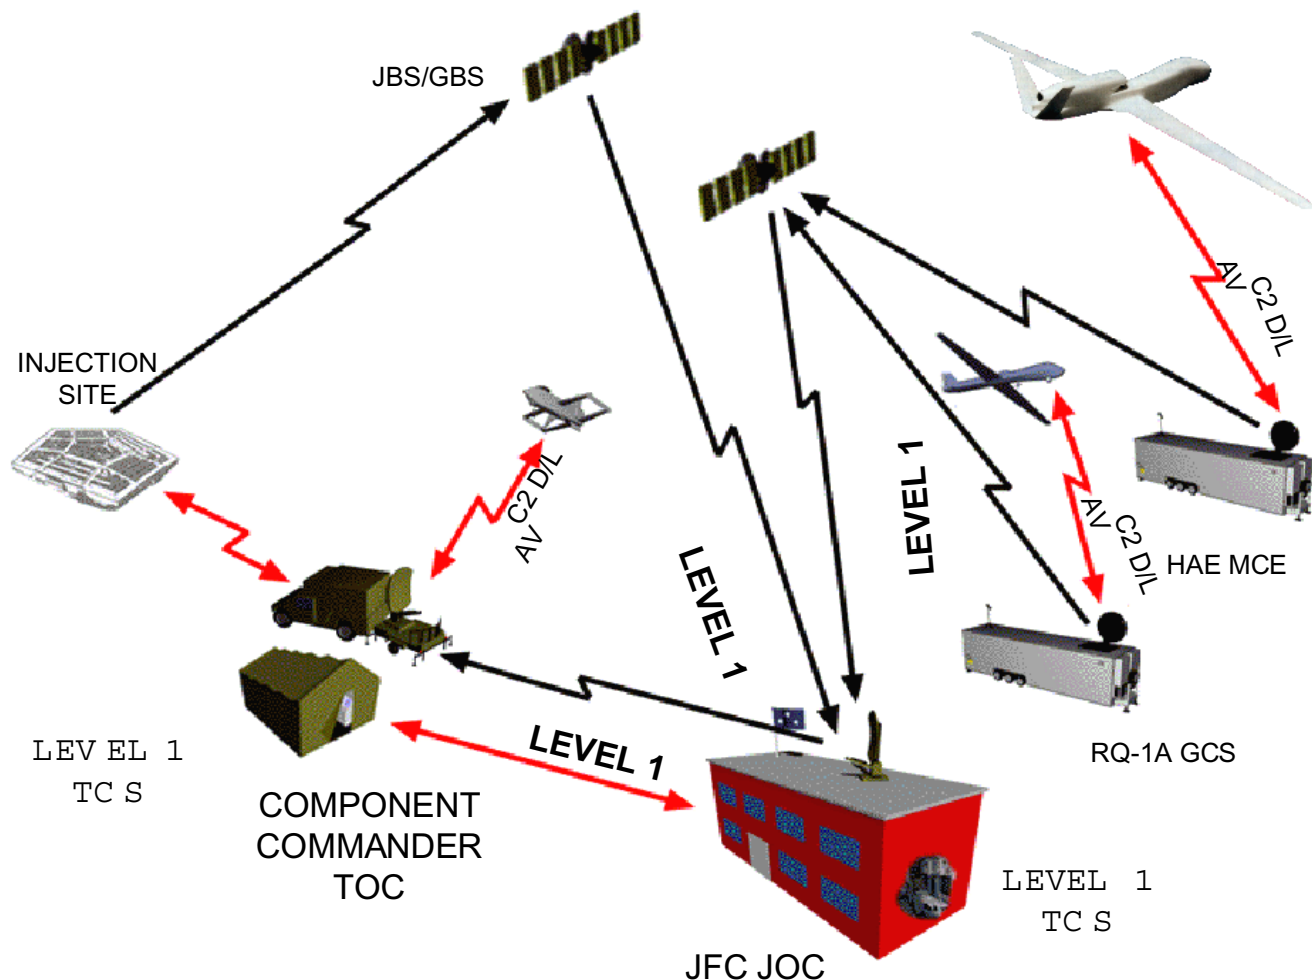 JBS/GBS
INJECTION
SITE
AV
C2 D/L
AV
C2 D/L
AV
C2 D/L
HAE MCE
RQ-1A GCS
LEVEL 1
LEVEL 1
LEVEL 1
LEV EL 1
TC S
COMPONENT
COMMANDER
TOC
LEVEL 1
TC S
JFC JOC